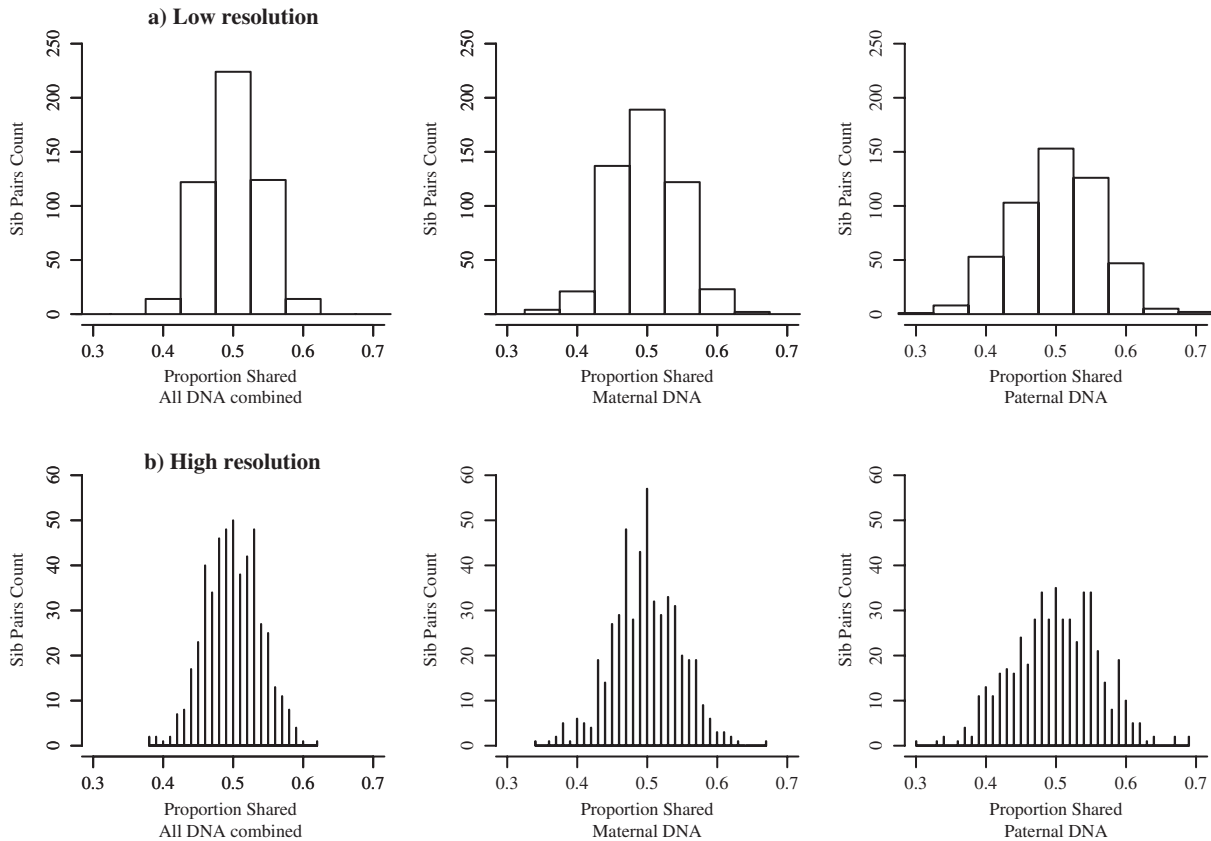 a) Low resolution
250
200
150
100
50
0
Sib Pairs Count
0.3 0.4 0.5 0.6 0.7
Proportion Shared
All DNA combined
250
200
150
100
50
0
Sib Pairs Count
0.3 0.4 0.5 0.6 0.7
Proportion Shared
Maternal DNA
250
200
150
100
50
0
Sib Pairs Count
0.3 0.4 0.5 0.6 0.7
Proportion Shared
Paternal DNA
b) High resolution
60
50
40
30
20
10
0
Sib Pairs Count
0.3 0.4 0.5 0.6 0.7
Proportion Shared
All DNA combined
60
50
40
30
20
10
0
Sib Pairs Count
0.3 0.4 0.5 0.6 0.7
Proportion Shared
Maternal DNA
60
50
40
30
20
10
0
Sib Pairs Count
0.3 0.4 0.5 0.6 0.7
Proportion Shared
Paternal DNA